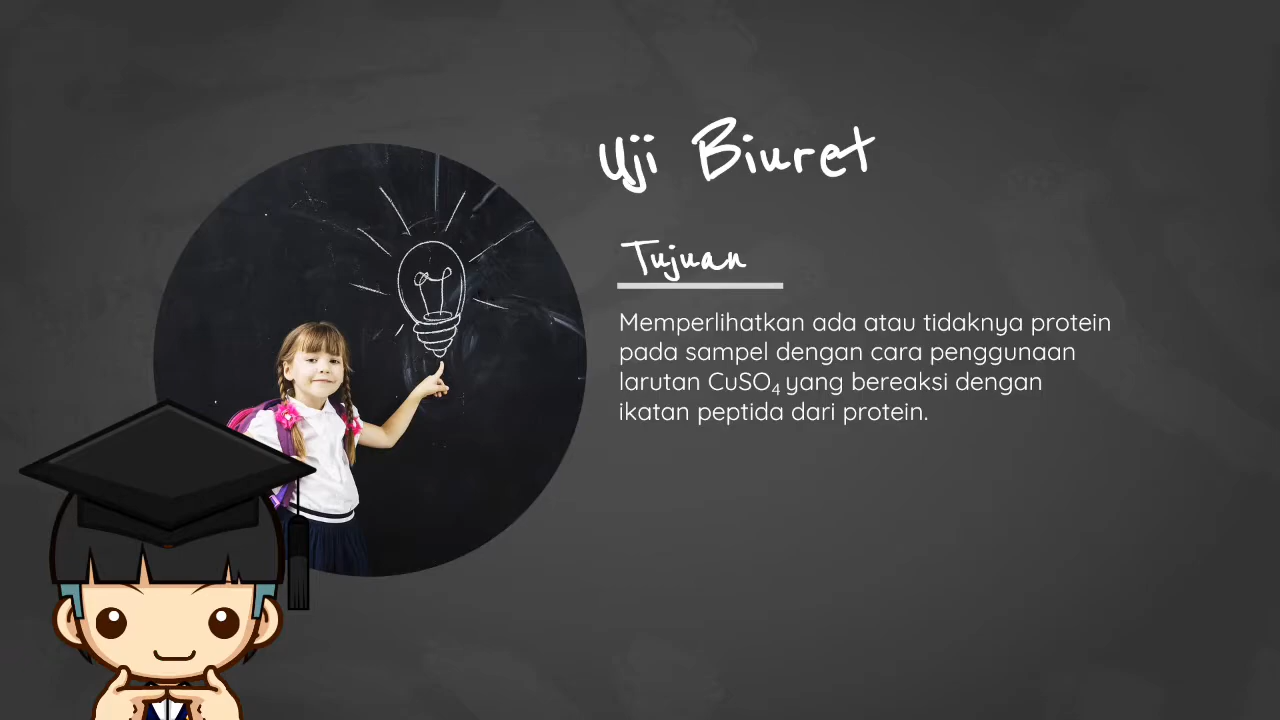 Uji Biuret
Tujuan
Memperlihatkan ada atau tidaknya protein
pada sampel dengan cara penggunaan
larutan CuSO₄ yang bereaksi dengan
ikatan peptida dari protein.